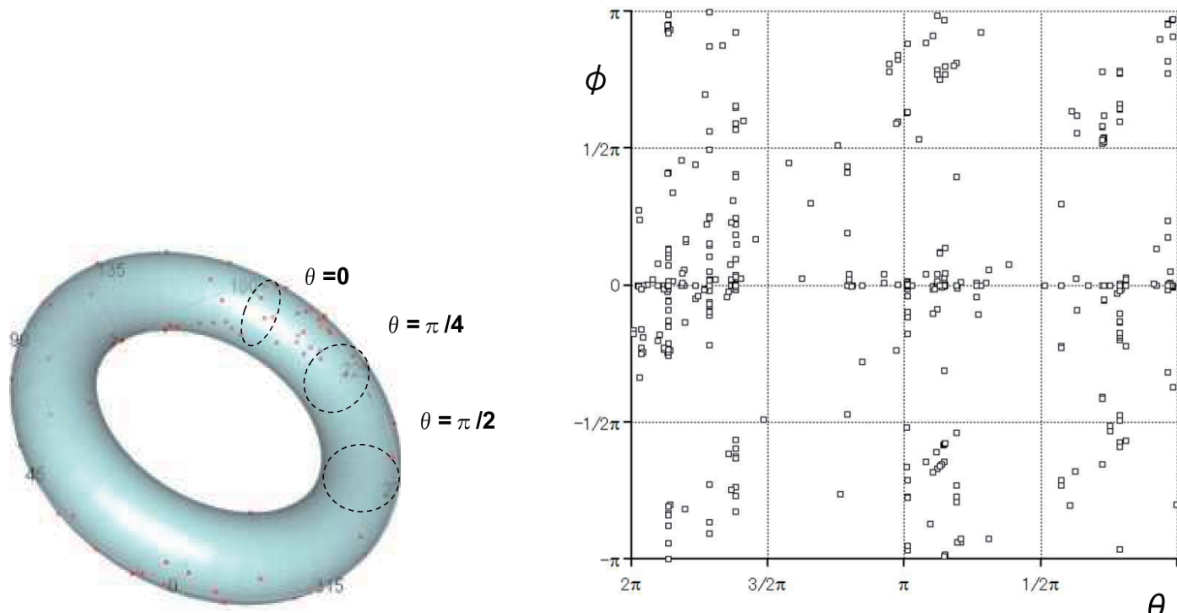 θ =0
θ = π /4
θ = π /2
135
180
90
45
0
315
π
ϕ
1/2π
0
-1/2π
-π
2π
3/2π
π
1/2π
θ